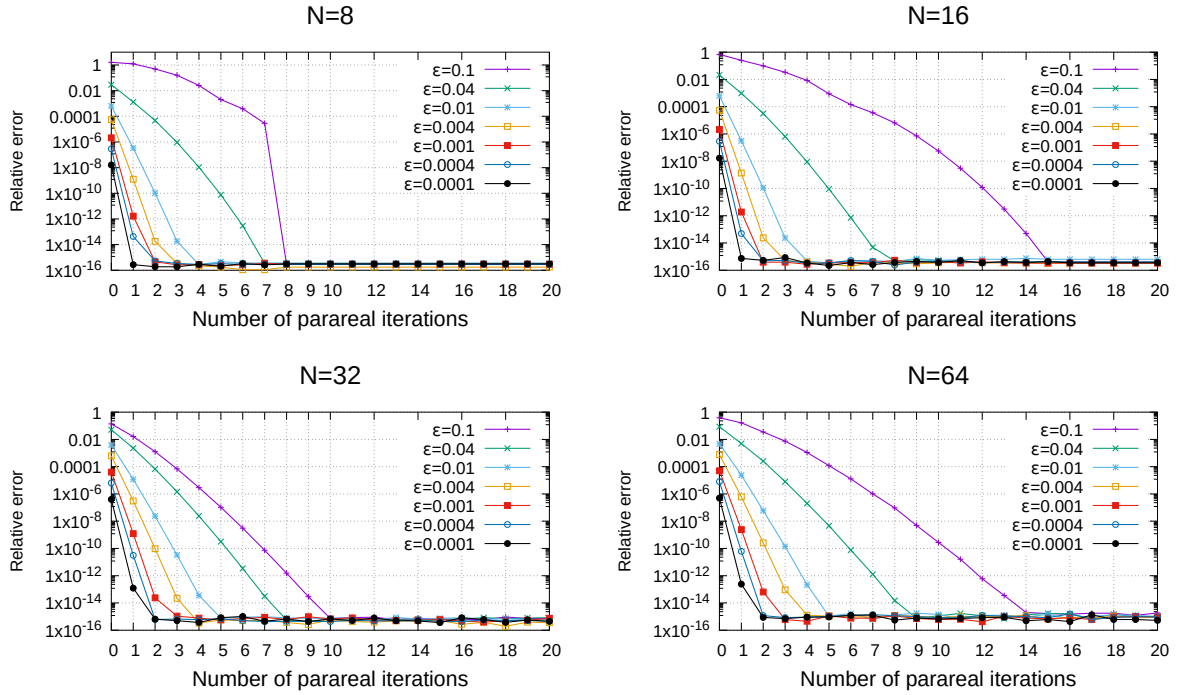 N=8
Relative error
1
0.01
0.0001
1x10-6
1x10-8
1x10-10
1x10-12
1x10-14
1x10-16
ε=0.1
ε=0.04
ε=0.01
ε=0.004
ε=0.001
ε=0.0004
ε=0.0001
0 1 2 3 4 5 6 7 8 9 10 12 14 16 18 20
Number of parareal iterations
N=16
Relative error
1
0.01
0.0001
1x10-6
1x10-8
1x10-10
1x10-12
1x10-14
1x10-16
ε=0.1
ε=0.04
ε=0.01
ε=0.004
ε=0.001
ε=0.0004
ε=0.0001
0 1 2 3 4 5 6 7 8 9 10 12 14 16 18 20
Number of parareal iterations
N=32
Relative error
1
0.01
0.0001
1x10-6
1x10-8
1x10-10
1x10-12
1x10-14
1x10-16
ε=0.1
ε=0.04
ε=0.01
ε=0.004
ε=0.001
ε=0.0004
ε=0.0001
0 1 2 3 4 5 6 7 8 9 10 12 14 16 18 20
Number of parareal iterations
N=64
Relative error
1
0.01
0.0001
1x10-6
1x10-8
1x10-10
1x10-12
1x10-14
1x10-16
ε=0.1
ε=0.04
ε=0.01
ε=0.004
ε=0.001
ε=0.0004
ε=0.0001
0 1 2 3 4 5 6 7 8 9 10 12 14 16 18 20
Number of parareal iterations